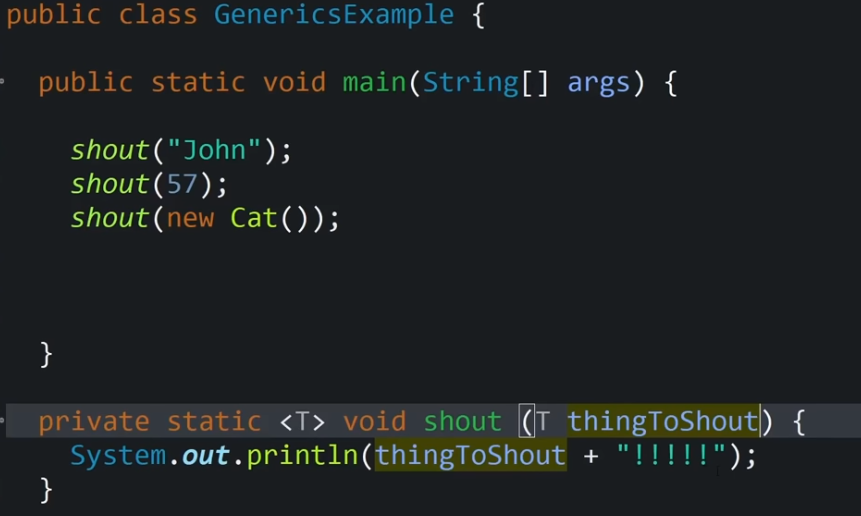 public class GenericsExample {
public static void main(String[] args) {
shout("John");
shout(57);
shout(new Cat());
}
private static <T> void shout (T thingToShout) {
System.out.println(thingToShout + "!!!!!");
}